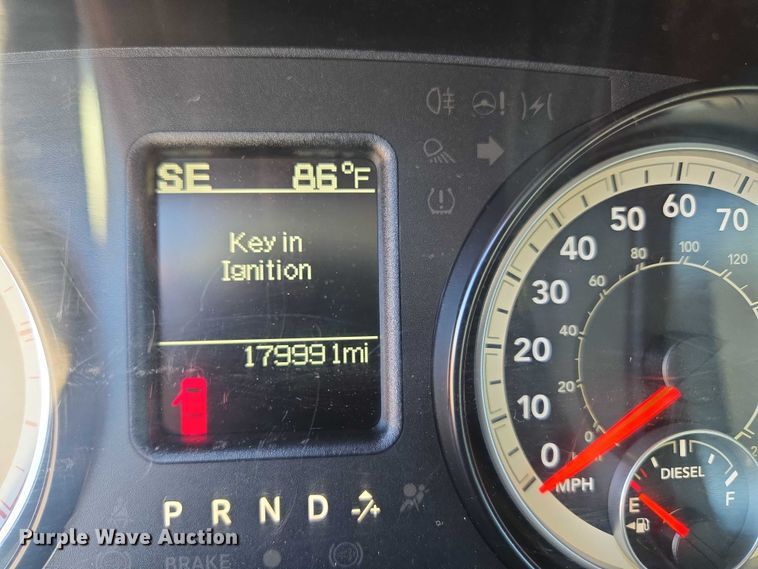 SE 86°F
Key in
Ignition
179991mi
P R N D -/+
BRAKE
0 10 20 30 40 50 60 70
0 20 40 60 80 100 120
MPH
DIESEL
E F
Purple Wave Auction